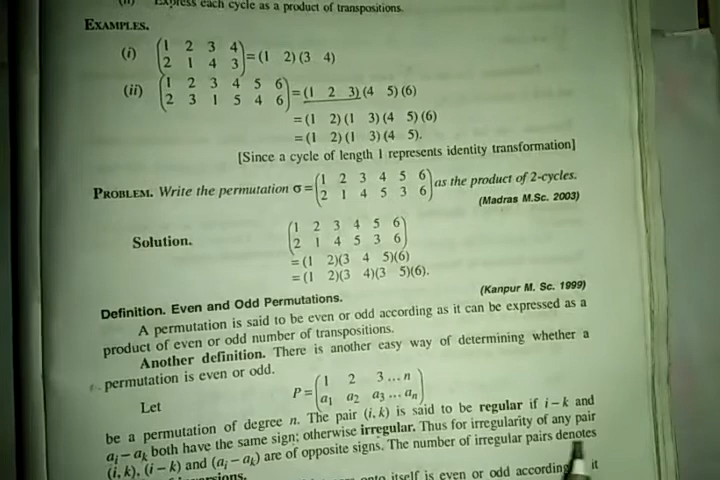 (ii) Express each cycle as a product of transpositions.
EXAMPLES.
(i) (1 2 3 4
2 1 4 3) = (1 2) (3 4)
(ii) (1 2 3 4 5 6
2 3 1 5 4 6) = (1 2 3) (4 5) (6)
= (1 2) (1 3) (4 5) (6)
= (1 2) (1 3) (4 5).
[Since a cycle of length 1 represents identity transformation]
PROBLEM. Write the permutation σ = (1 2 3 4 5 6
2 1 4 5 3 6) as the product of 2-cycles.
(Madras M.Sc. 2003)
Solution. (1 2 3 4 5 6
2 1 4 5 3 6)
= (1 2)(3 4 5)(6)
= (1 2)(3 4)(3 5)(6).
(Kanpur M. Sc. 1999)
Definition. Even and Odd Permutations.
A permutation is said to be even or odd according as it can be expressed as a
product of even or odd number of transpositions.
Another definition. There is another easy way of determining whether a
permutation is even or odd.
Let P = (1 2 3 ... n
a₁ a₂ a₃ ... aₙ)
be a permutation of degree n. The pair (i, k) is said to be regular if i – k and
aᵢ – aₖ both have the same sign; otherwise irregular. Thus for irregularity of any pair
(i, k), (i – k) and (aᵢ – aₖ) are of opposite signs. The number of irregular pairs denotes
onto itself is even or odd according it